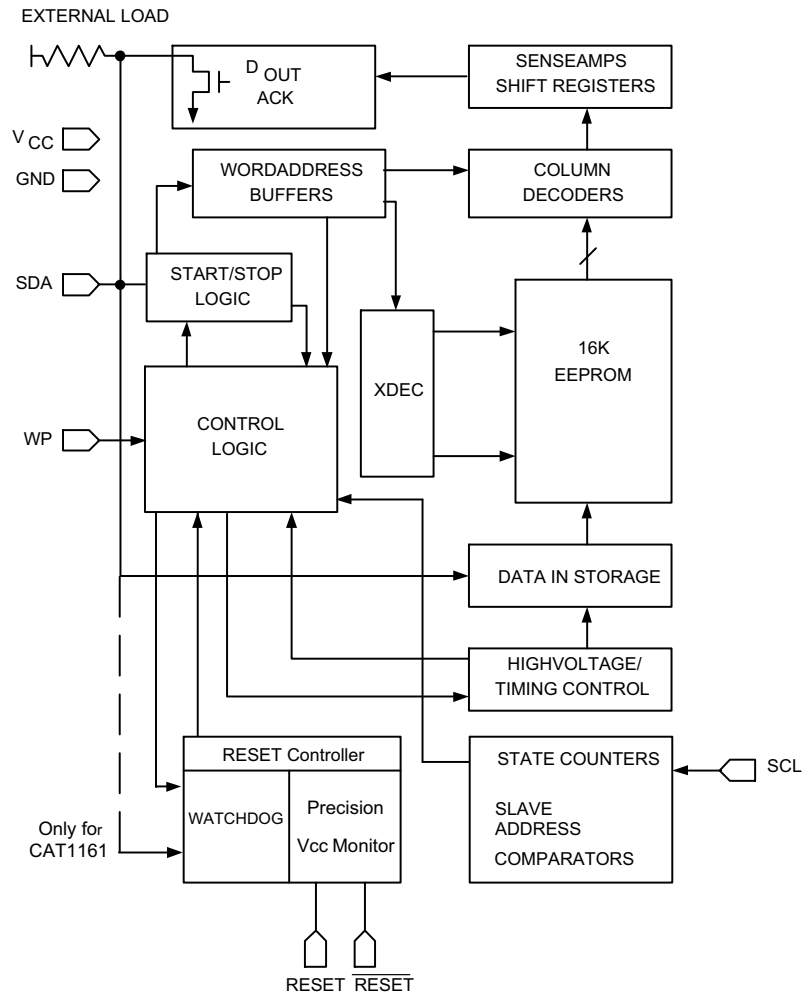 EXTERNAL LOAD
D OUT
ACK
SENSEAMPS
SHIFT REGISTERS
V CC
GND
WORDADDRESS
BUFFERS
COLUMN
DECODERS
SDA
START/STOP
LOGIC
XDEC
16K
EEPROM
WP
CONTROL
LOGIC
DATA IN STORAGE
HIGHVOLTAGE/
TIMING CONTROL
RESET Controller
WATCHDOG
Precision
Vcc Monitor
STATE COUNTERS
SLAVE
ADDRESS
COMPARATORS
SCL
Only for
CAT1161
RESET RESET